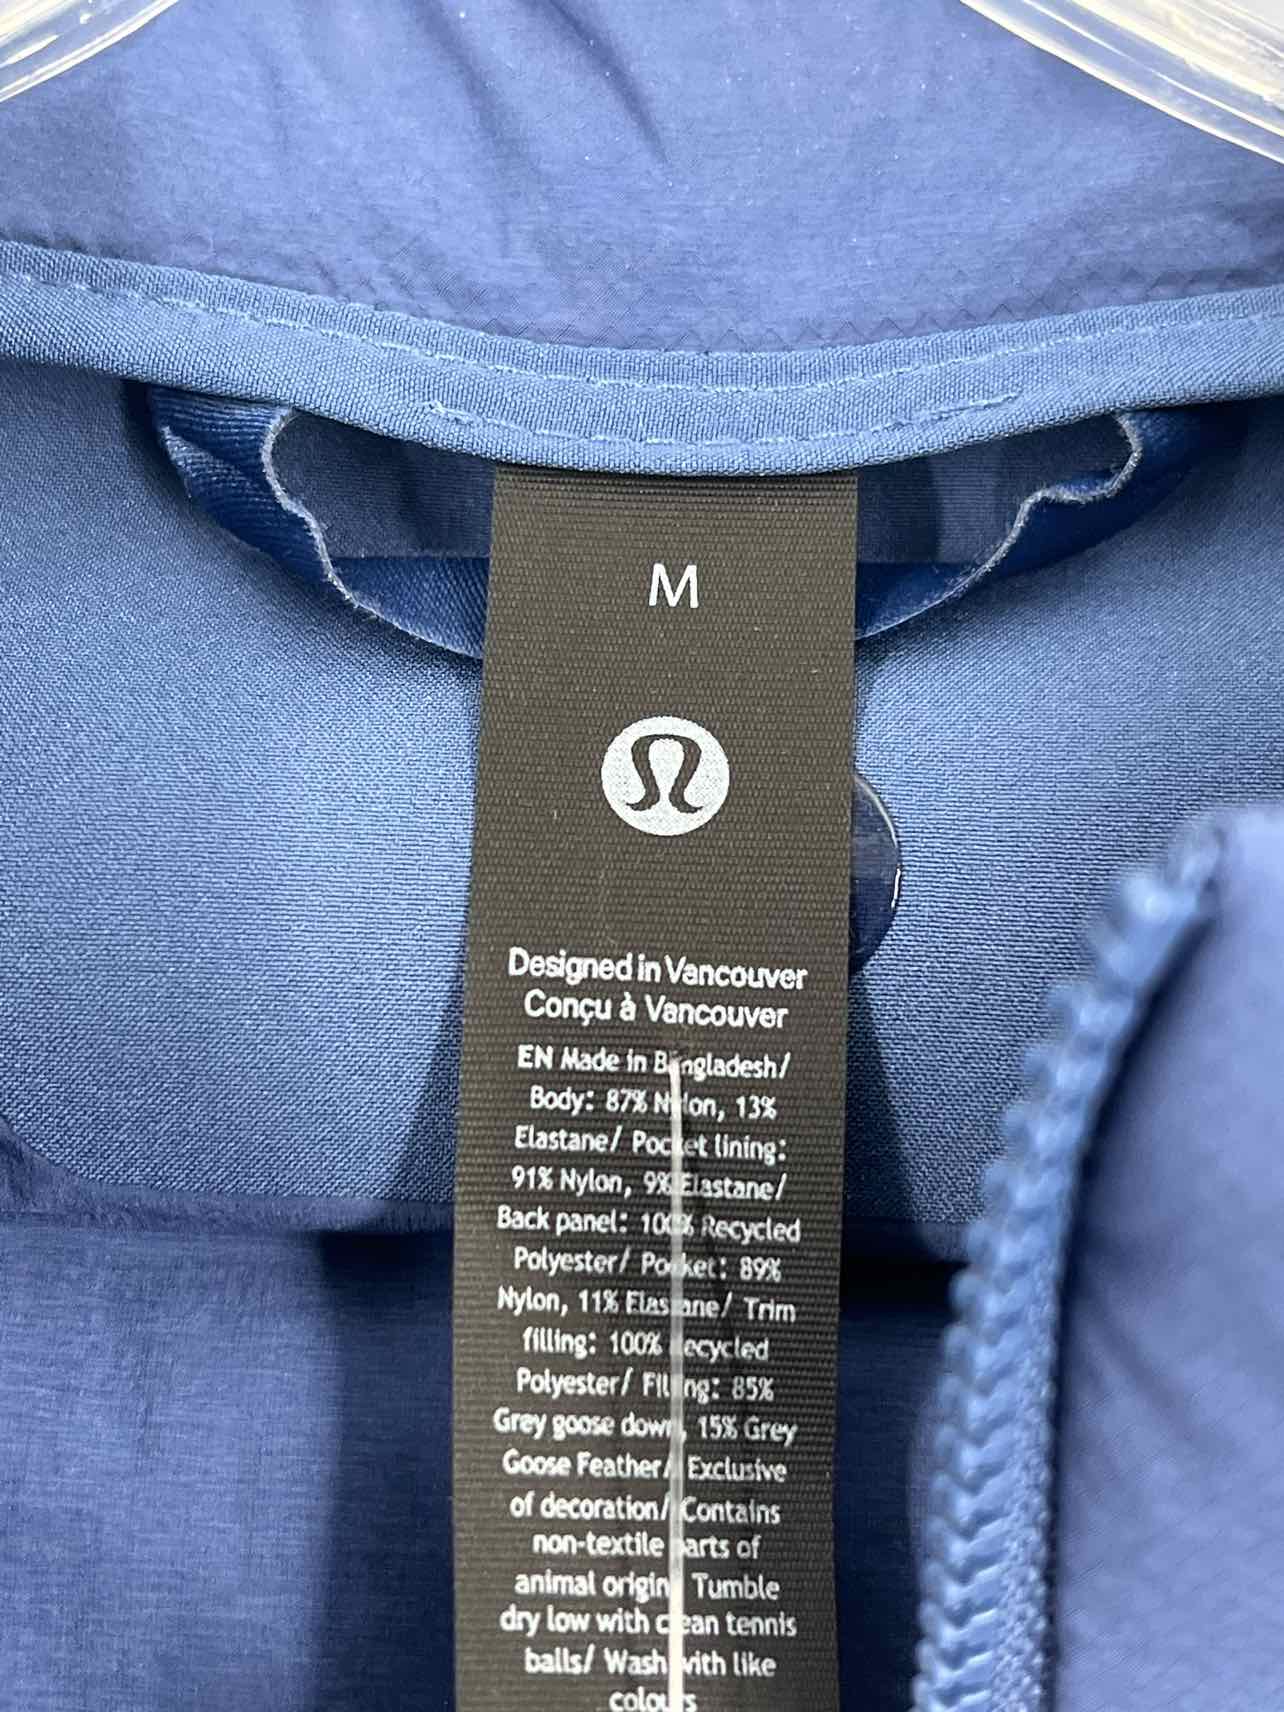 M
Designed in Vancouver
Conçu à Vancouver
EN Made in Bangladesh/
Body: 87% Nylon, 13%
Elastane/ Pocket lining:
91% Nylon, 9% Elastane/
Back panel: 100% Recycled
Polyester/ Pocket: 89%
Nylon, 11% Elastane/ Trim
filling: 100% Recycled
Polyester/ Filling: 85%
Grey goose down, 15% Grey
Goose Feather/ Exclusive
of decoration/ Contains
non-textile parts of
animal origin/ Tumble
dry low with clean tennis
balls/ Wash with like
colours